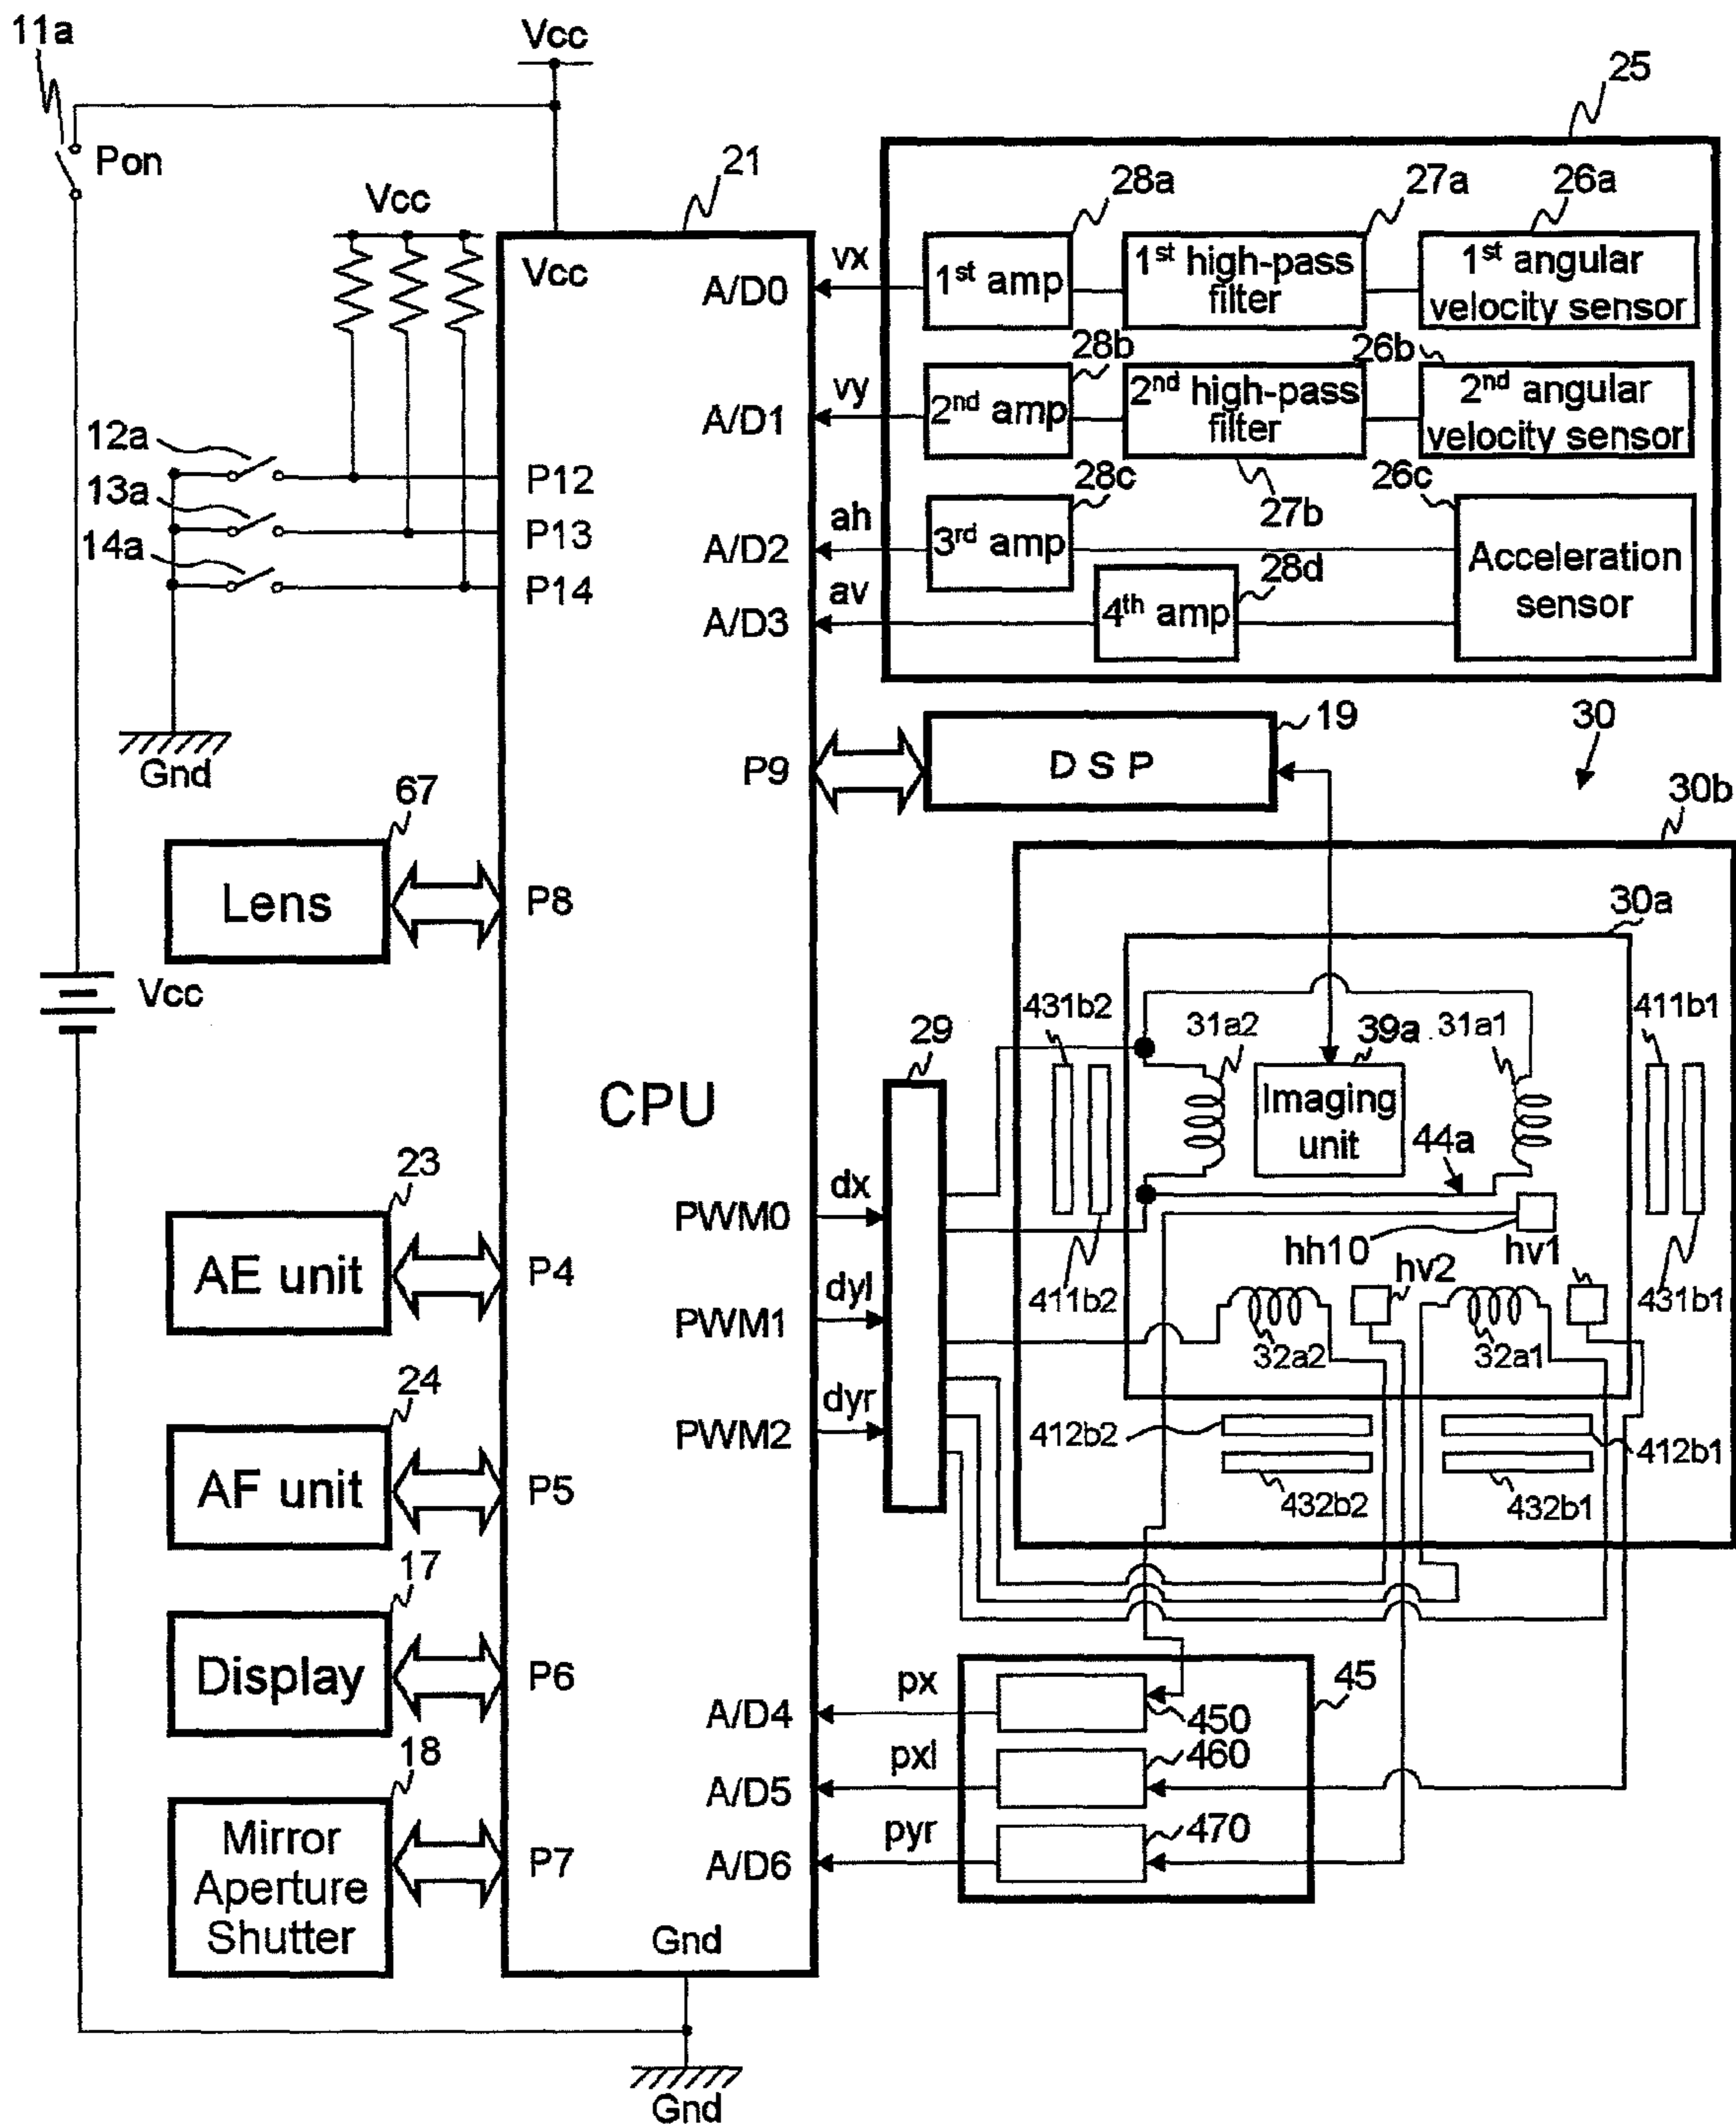 11a
Vcc
Pon
25
21
Vcc
28a
27a
26a
Vcc
A/D0
vx
1st amp
1st high-pass filter
1st angular velocity sensor
28b
26b
A/D1
vy
2nd amp
2nd high-pass filter
2nd angular velocity sensor
12a
P12
28c
27b
26c
13a
P13
A/D2
ah
3rd amp
14a
P14
28d
Acceleration sensor
A/D3
av
4th amp
Gnd
19
30
P9
D S P
67
30b
Lens
P8
30a
Vcc
431b2
31a2
39a
31a1
411b1
29
CPU
Imaging unit
44a
23
AE unit
P4
PWM0
dx
411b2
hh10
hv1
431b1
hv2
PWM1
dyl
32a2
32a1
24
AF unit
P5
PWM2
dyr
412b2
412b1
432b2
432b1
17
Display
P6
45
A/D4
px
450
18
A/D5
pxl
460
Mirror
Aperture
Shutter
P7
A/D6
pyr
470
Gnd
Gnd